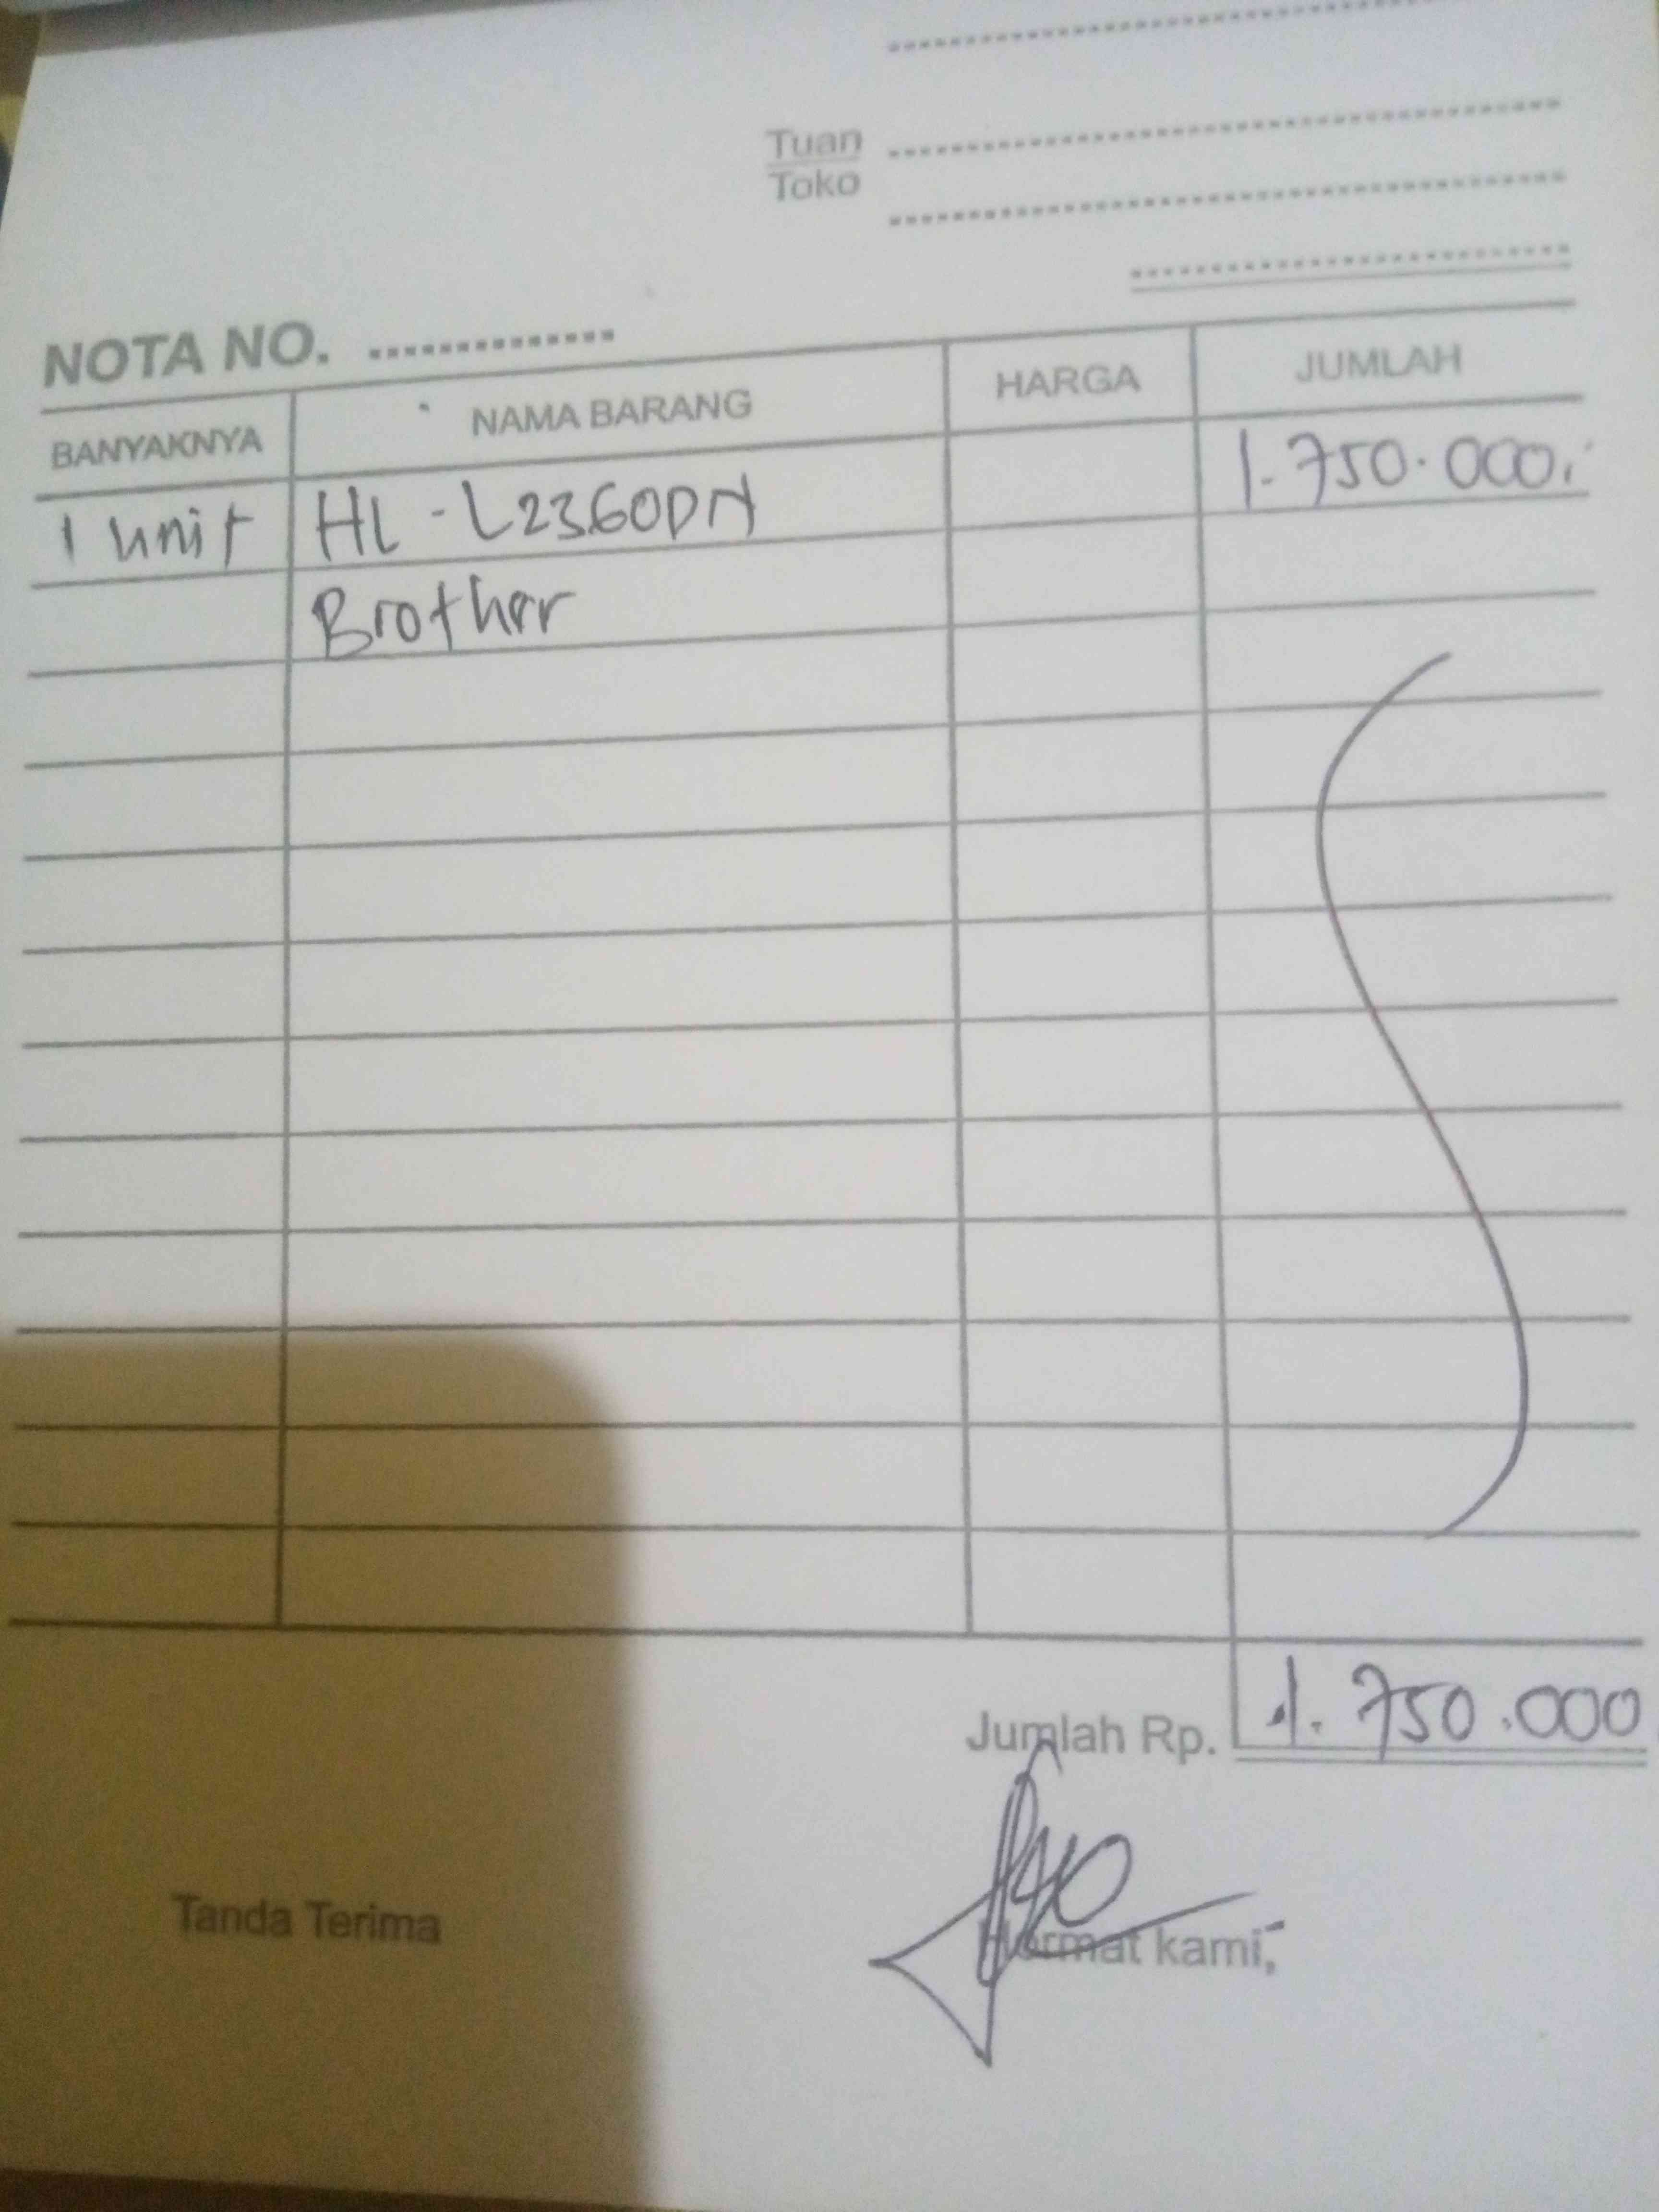 Tuan
Toko
NOTA NO.
BANYAKNYA NAMA BARANG HARGA JUMLAH
1 unit HL - L2360DN 1.750.000.
Brother
Jumlah Rp. 1.750.000
Tanda Terima Hormat kami,